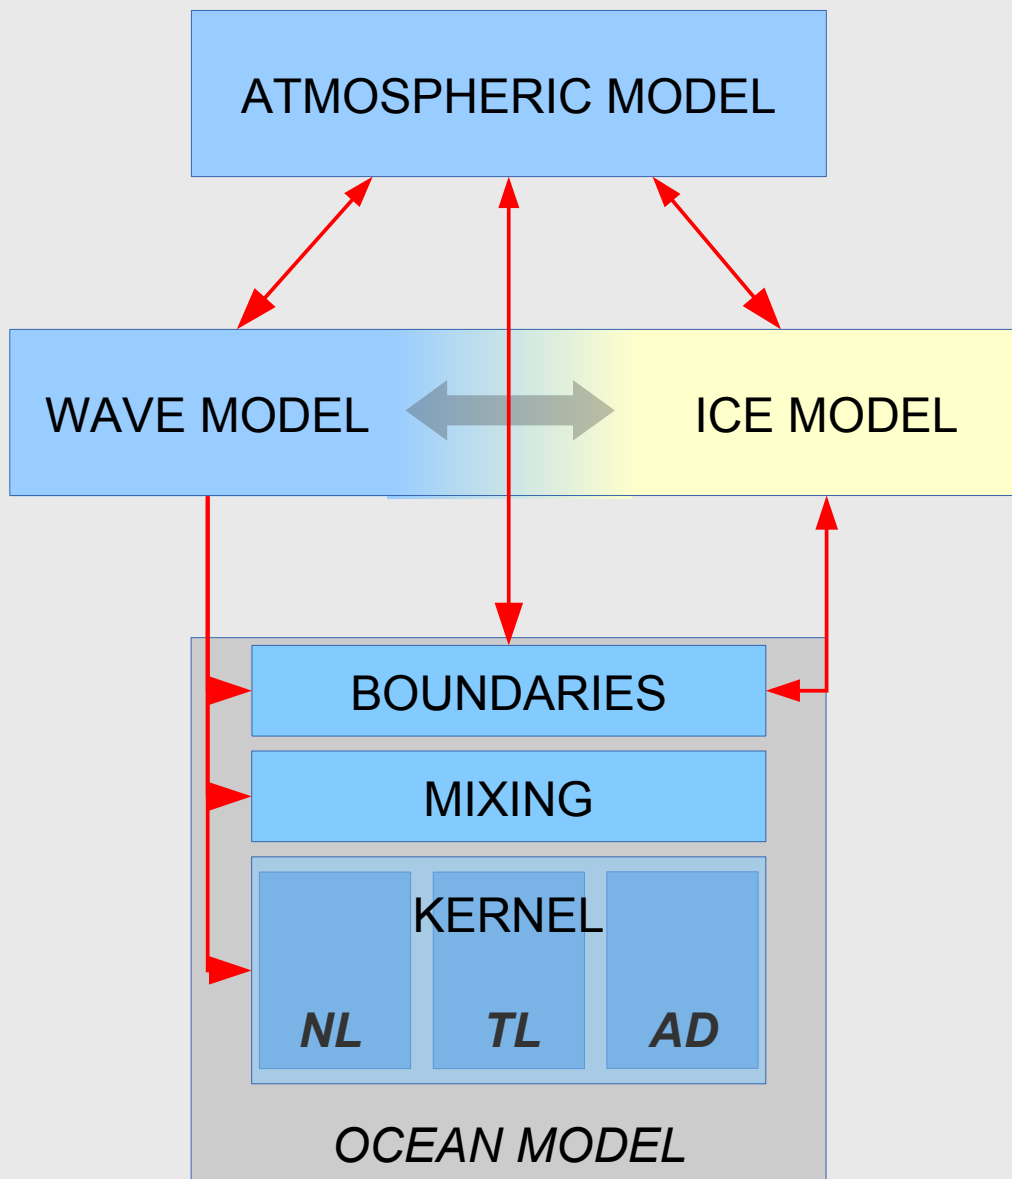 ATMOSPHERIC MODEL
WAVE MODEL
ICE MODEL
BOUNDARIES
MIXING
KERNEL
NL
TL
AD
OCEAN MODEL